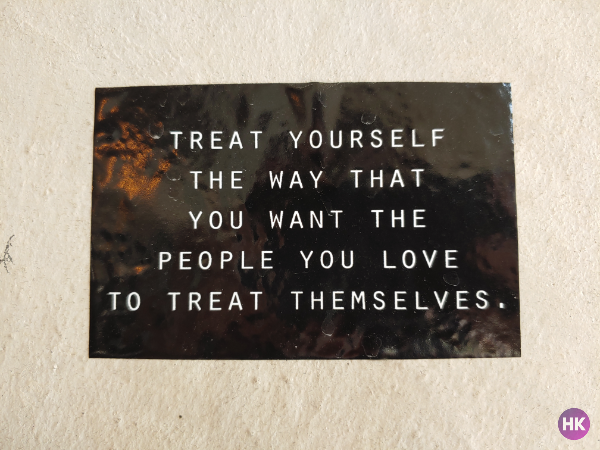 TREAT YOURSELF
THE WAY THAT
YOU WANT THE
PEOPLE YOU LOVE
TO TREAT THEMSELVES.
HK